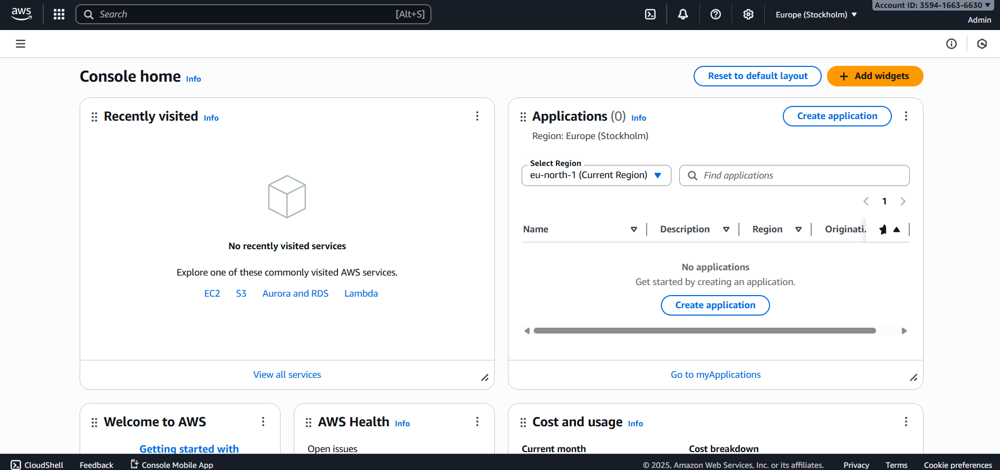 aws
Search
[Alt+S]
Europe (Stockholm)
Account ID: 3594-1663-6630
Admin
Console home Info
Reset to default layout
Add widgets
Recently visited Info
No recently visited services
Explore one of these commonly visited AWS services.
EC2 S3 Aurora and RDS Lambda
View all services
Applications (0) Info
Create application
Region: Europe (Stockholm)
Select Region
eu-north-1 (Current Region)
Find applications
1
Name Description Region Originati.
No applications
Get started by creating an application.
Create application
Go to myApplications
Welcome to AWS
Getting started with
AWS Health Info
Open issues
Cost and usage Info
Current month
Cost breakdown
CloudShell Feedback Console Mobile App
© 2025, Amazon Web Services, Inc. or its affiliates. Privacy Terms Cookie preferences